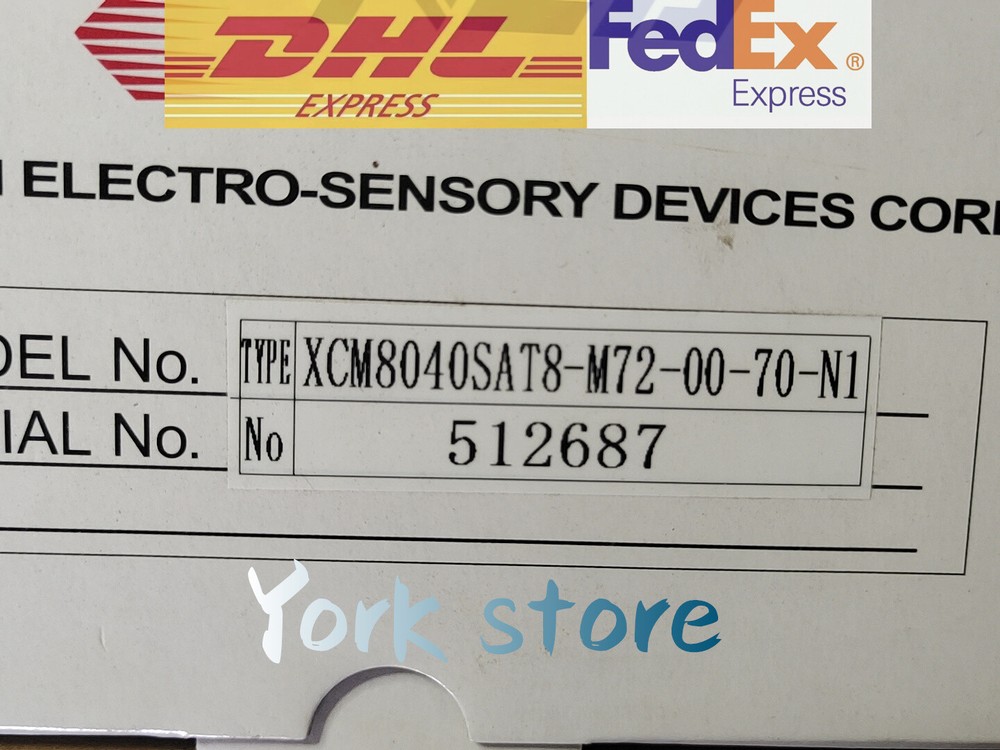 DHL FedEx®
EXPRESS Express
ELECTRO-SENSORY DEVICES COR
DEL No. TYPE XCM8040SAT8-M72-00-70-N1
IAL No. No 512687
York store